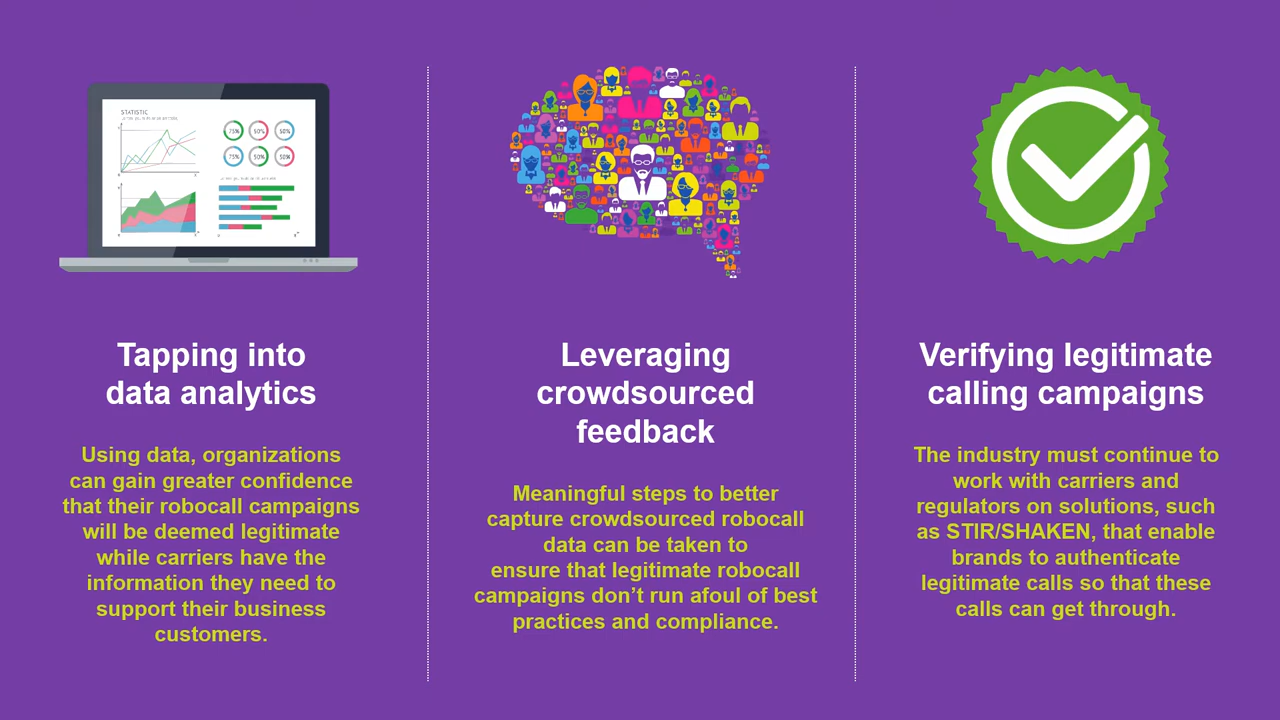 STATISTIC
75%
50%
50%
75%
50%
50%
Tapping into
data analytics
Using data, organizations
can gain greater confidence
that their robocall campaigns
will be deemed legitimate
while carriers have the
information they need to
support their business
customers.
Leveraging
crowdsourced
feedback
Meaningful steps to better
capture crowdsourced robocall
data can be taken to
ensure that legitimate robocall
campaigns don’t run afoul of best
practices and compliance.
Verifying legitimate
calling campaigns
The industry must continue to
work with carriers and
regulators on solutions, such
as STIR/SHAKEN, that enable
brands to authenticate
legitimate calls so that these
calls can get through.